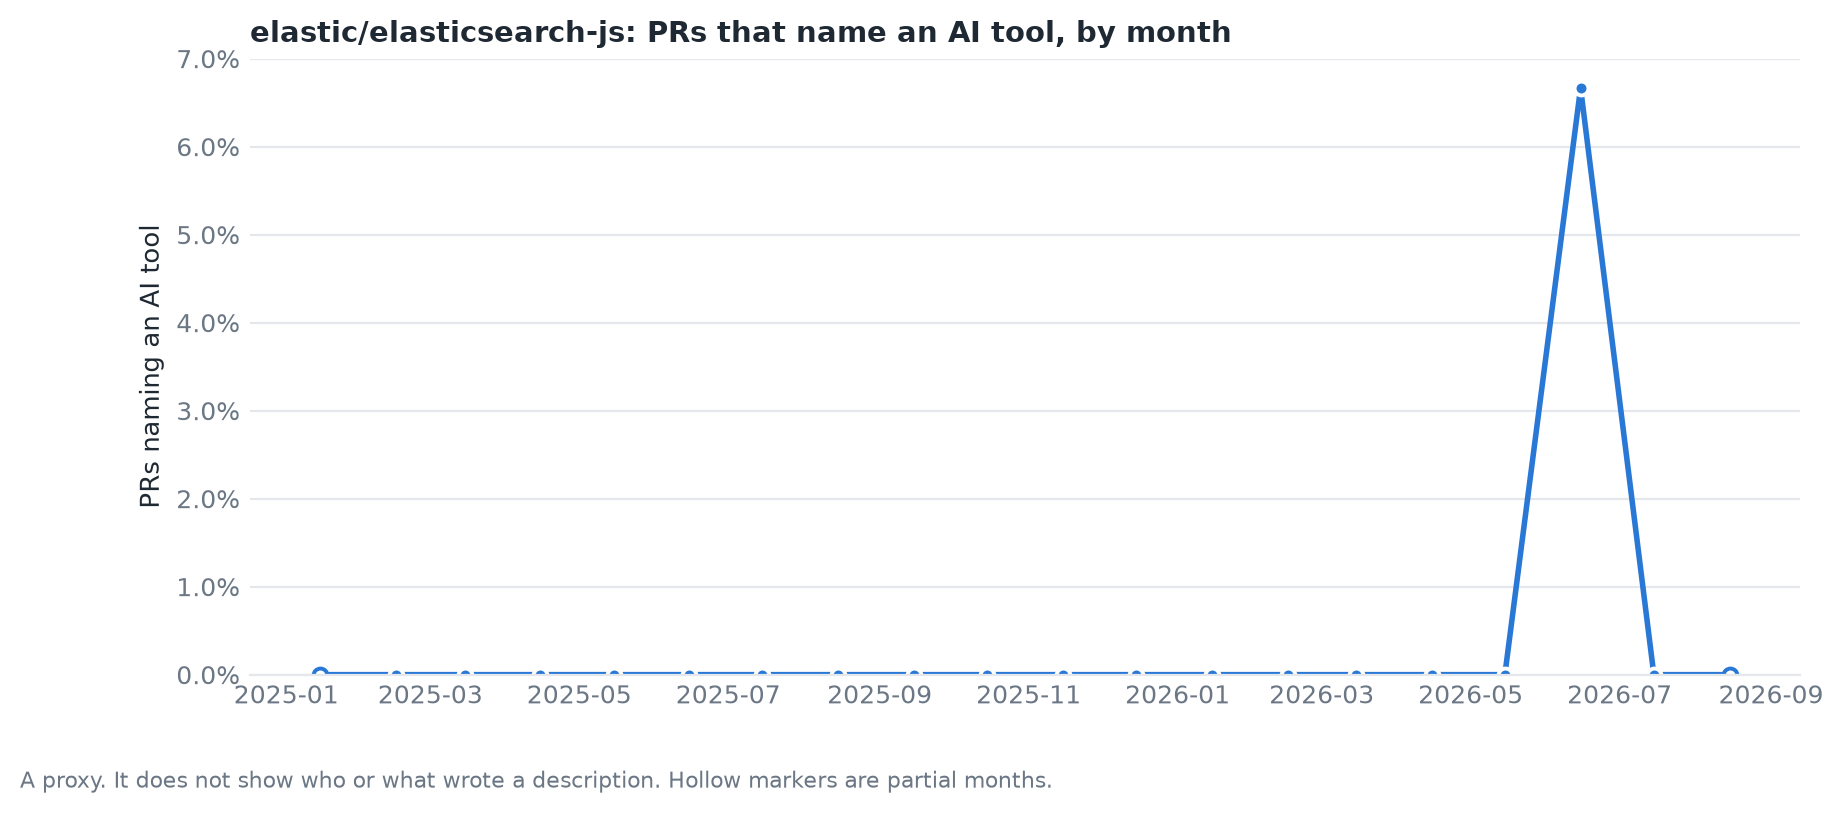 elastic/elasticsearch-js: PRs that name an AI tool, by month
PRs naming an AI tool
7.0%
6.0%
5.0%
4.0%
3.0%
2.0%
1.0%
0.0%
2025-01 2025-03 2025-05 2025-07 2025-09 2025-11 2026-01 2026-03 2026-05 2026-07 2026-09
A proxy. It does not show who or what wrote a description. Hollow markers are partial months.